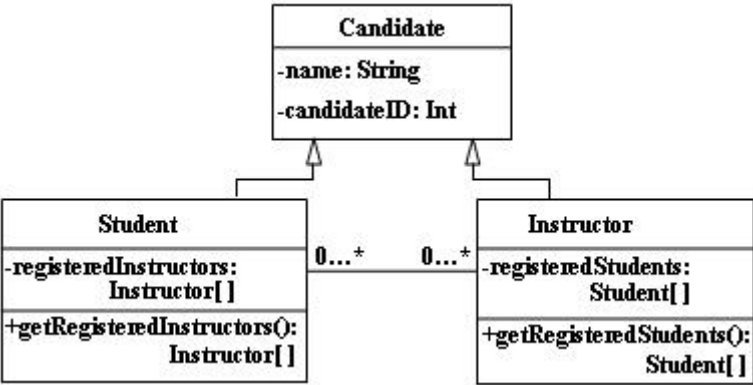 Candidate
-name: String
-candidateID: Int
Student
-registeredInstructors:
Instructor[ ]
+getRegisteredInstructors():
Instructor[ ]
0...*
0...*
Instructor
-registeredStudents:
Student[ ]
+getRegisteredStudents():
Student[ ]